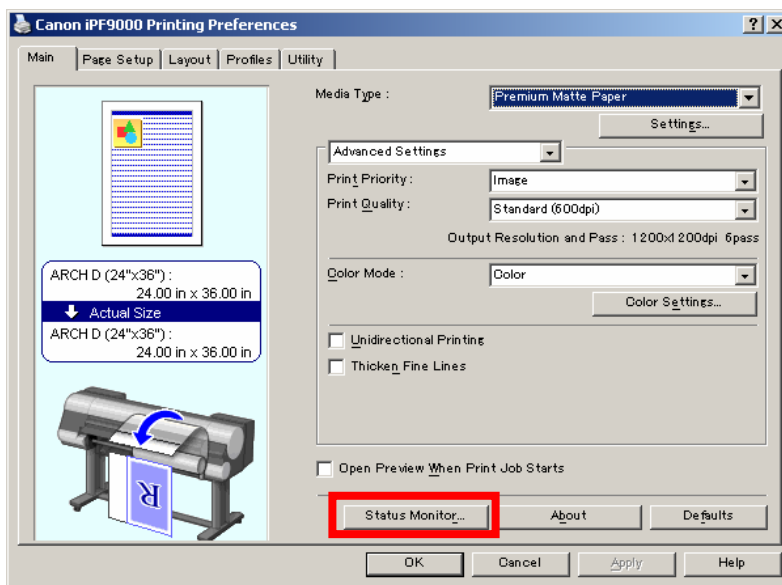 Canon iPF9000 Printing Preferences
Main Page Setup Layout Profiles Utility
Media Type : Premium Matte Paper
Settings...
Advanced Settings
Print Priority : Image
Print Quality : Standard (600dpi)
Output Resolution and Pass : 1200x1200dpi 6pass
ARCH D (24"x36") :
24.00 in x 36.00 in
Actual Size
ARCH D (24"x36") :
24.00 in x 36.00 in
Color Mode : Color
Color Settings...
Unidirectional Printing
Thicken Fine Lines
R
Open Preview When Print Job Starts
Status Monitor... About Defaults
OK Cancel Apply Help